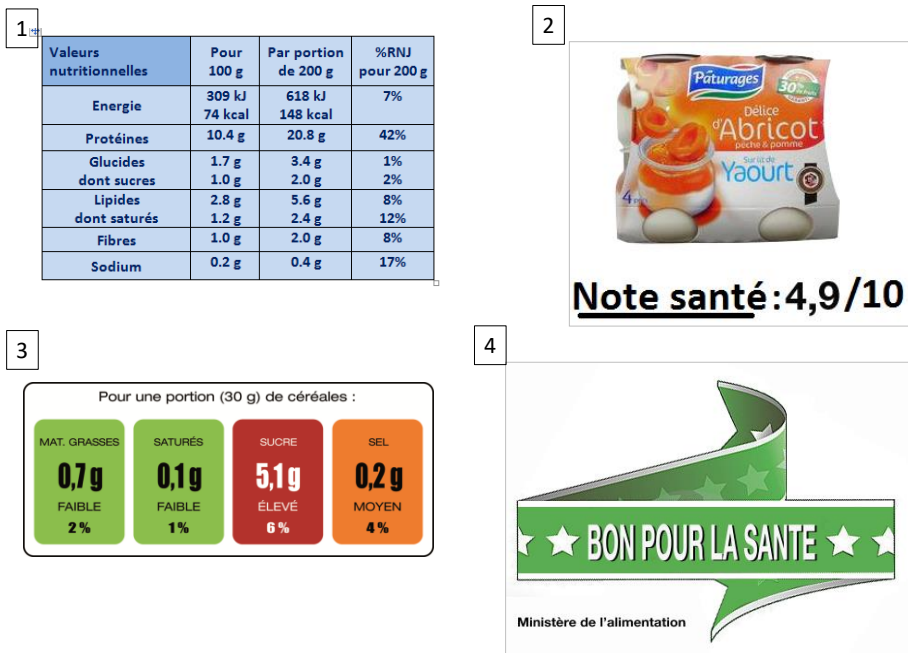 1
Valeurs nutritionnelles Pour 100 g Par portion de 200 g %RNJ pour 200 g
Energie 309 kJ 74 kcal 618 kJ 148 kcal 7%
Protéines 10.4 g 20.8 g 42%
Glucides 1.7 g 3.4 g 1%
dont sucres 1.0 g 2.0 g 2%
Lipides 2.8 g 5.6 g 8%
dont saturés 1.2 g 2.4 g 12%
Fibres 1.0 g 2.0 g 8%
Sodium 0.2 g 0.4 g 17%
2
Pâturages
30%
Délice
d'Abricot
pêche & pomme
Sur lit de
Yaourt
4
Note santé : 4,9/10
3
Pour une portion (30 g) de céréales :
MAT. GRASSES SATURÉS SUCRE SEL
0,7 g 0,1 g 5,1 g 0,2 g
FAIBLE FAIBLE ÉLEVÉ MOYEN
2 % 1 % 6 % 4 %
4
BON POUR LA SANTE
Ministère de l'alimentation